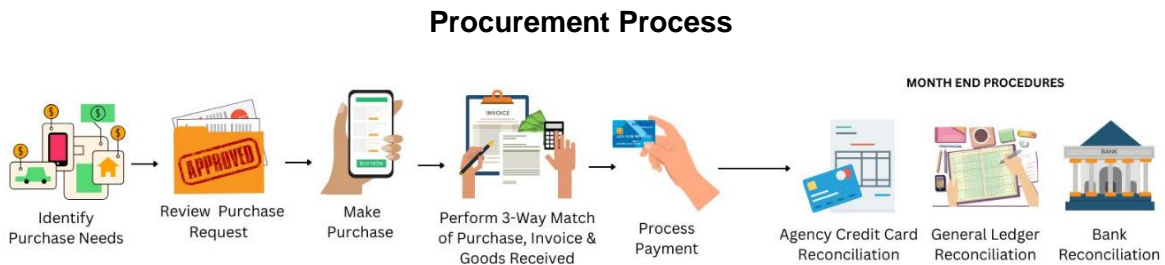 Procurement Process
MONTH END PROCEDURES
INVOICE
APPROVED
BUY NOW
BANK
Identify
Purchase Needs
Review Purchase
Request
Make
Purchase
Perform 3-Way Match
of Purchase, Invoice &
Goods Received
Process
Payment
Agency Credit Card
Reconciliation
General Ledger
Reconciliation
Bank
Reconciliation